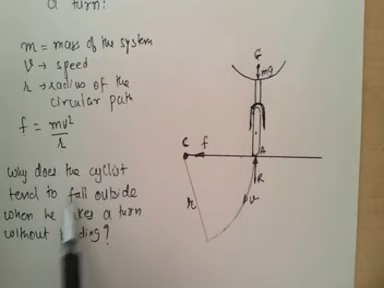 a turn:
m = mass of the system
v → speed
r → radius of the
circular path
f = mv²/r
Why does the cyclist
tend to fall outside
when he takes a turn
without
G
mg
C
f
A
R
v
r